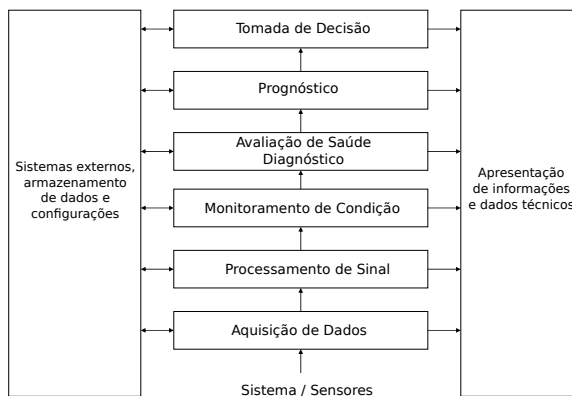 Tomada de Decisão
Prognóstico
Avaliação de Saúde
Diagnóstico
Sistemas externos,
armazenamento
de dados e
configurações
Apresentação
de informações
e dados técnicos
Monitoramento de Condição
Processamento de Sinal
Aquisição de Dados
Sistema / Sensores